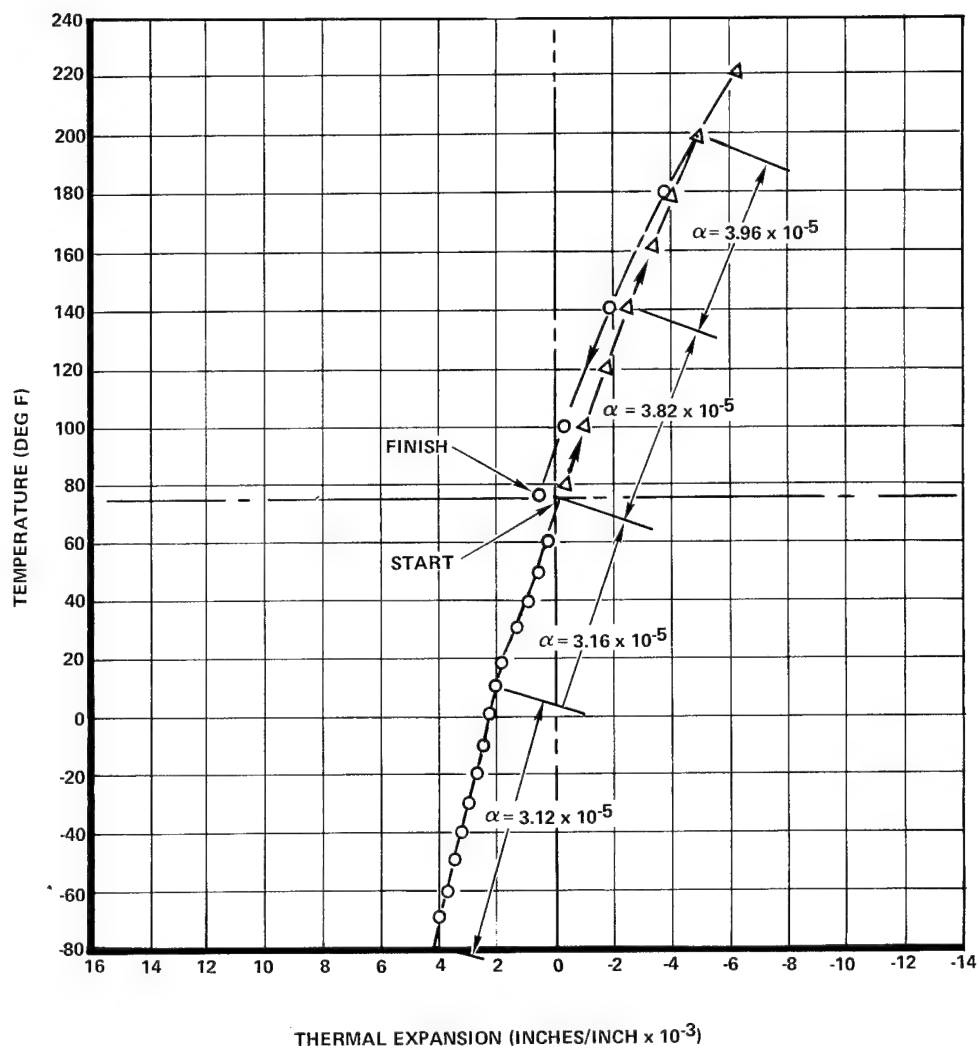 240
220
200
180
160
140
120
100
80
60
40
20
0
-20
-40
-60
-80
TEMPERATURE (DEG F)
α = 3.96 x 10-5
α = 3.82 x 10-5
FINISH
START
α = 3.16 x 10-5
α = 3.12 x 10-5
16 14 12 10 8 6 4 2 0 -2 -4 -6 -8 -10 -12 -14
THERMAL EXPANSION (INCHES/INCH x 10-3)